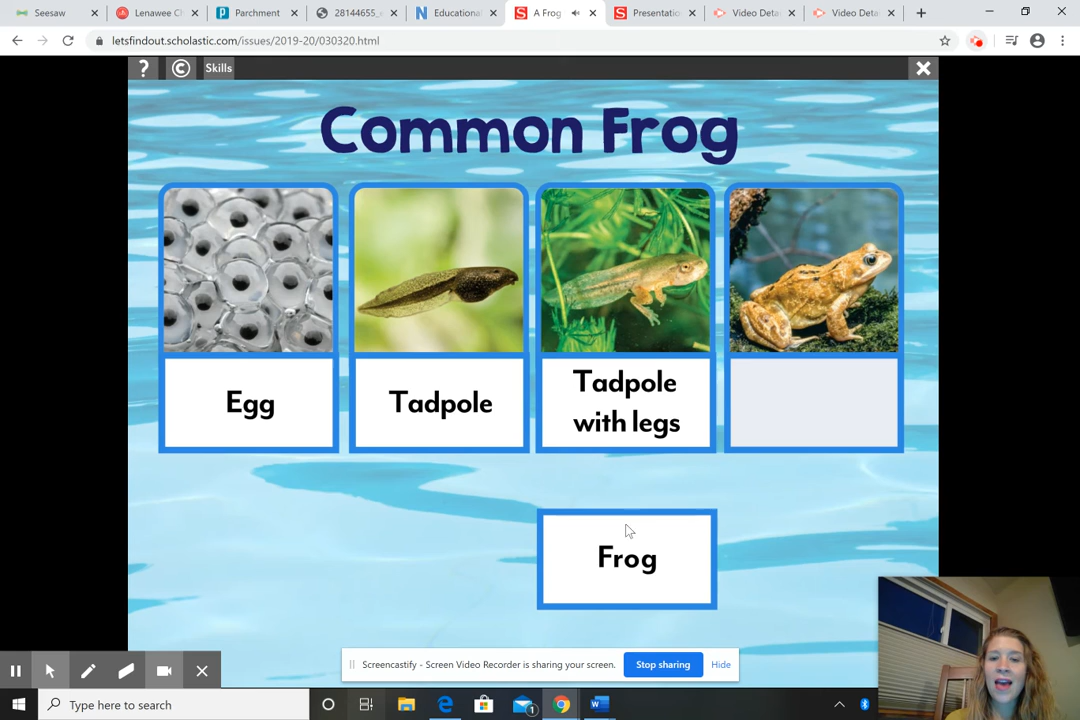 Seesaw
Lenawee C
Parchment
28144655_
Educationa
A Frog
Presentatio
Video Deta
Video Deta
letsfindout.scholastic.com/issues/2019-20/030320.html
? © Skills
Common Frog
Egg
Tadpole
Tadpole
with legs
Frog
Screencastify - Screen Video Recorder is sharing your screen.
Stop sharing
Hide
Type here to search
1